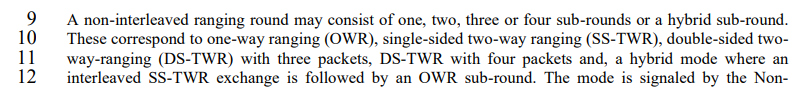 9 A non-interleaved ranging round may consist of one, two, three or four sub-rounds or a hybrid sub-round.
10 These correspond to one-way ranging (OWR), single-sided two-way ranging (SS-TWR), double-sided two-
11 way-ranging (DS-TWR) with three packets, DS-TWR with four packets and, a hybrid mode where an
12 interleaved SS-TWR exchange is followed by an OWR sub-round. The mode is signaled by the Non-